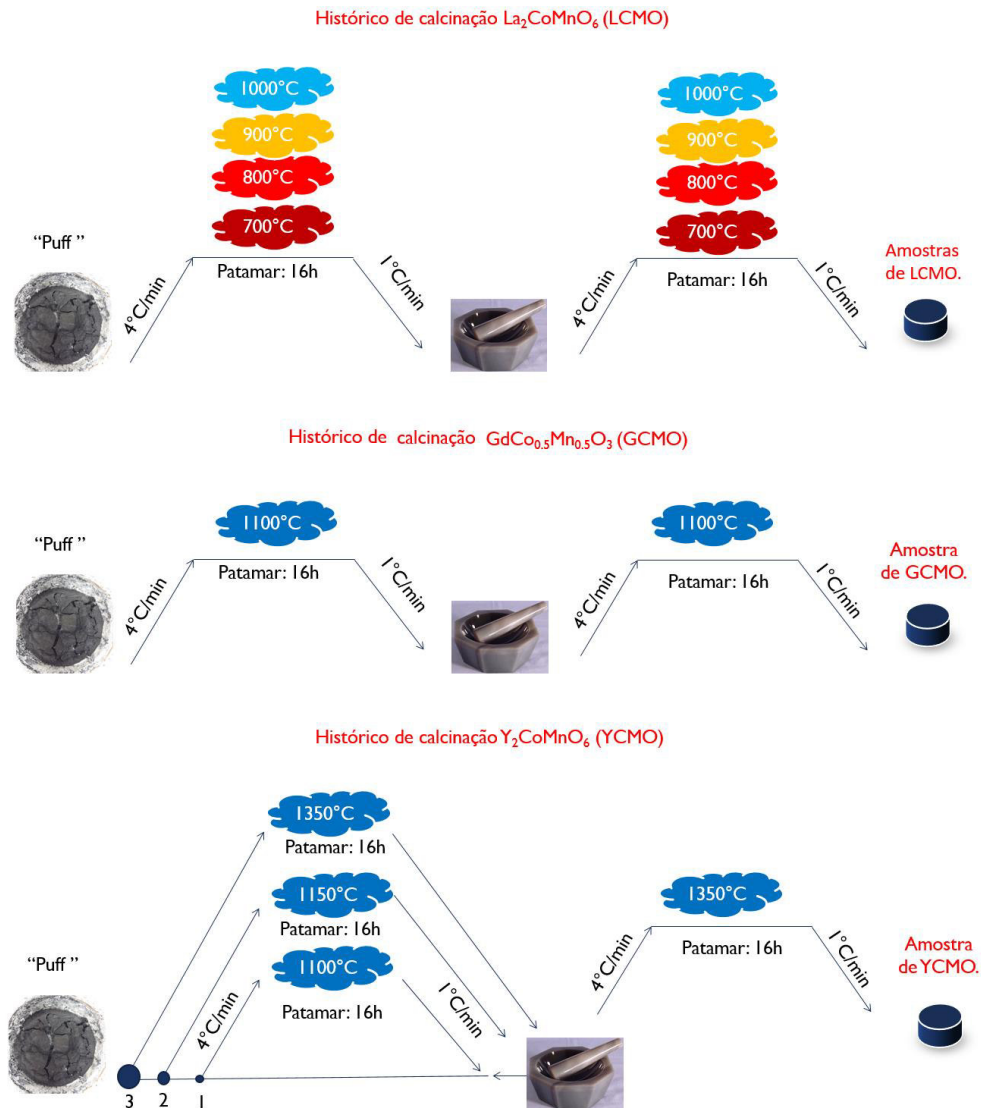 Histórico de calcinação La₂CoMnO₆ (LCMO)
1000°C
900°C
800°C
700°C
1000°C
900°C
800°C
700°C
“Puff ”
4°C/min
Patamar: 16h
1°C/min
4°C/min
Patamar: 16h
1°C/min
Amostras
de LCMO.
Histórico de calcinação GdCo₀.₅Mn₀.₅O₃ (GCMO)
1100°C
1100°C
“Puff ”
4°C/min
Patamar: 16h
1°C/min
4°C/min
Patamar: 16h
1°C/min
Amostra
de GCMO.
Histórico de calcinação Y₂CoMnO₆ (YCMO)
1350°C
Patamar: 16h
1150°C
Patamar: 16h
1100°C
Patamar: 16h
“Puff ”
4°C/min
1°C/min
3
2
1
1350°C
4°C/min
Patamar: 16h
1°C/min
Amostra
de YCMO.